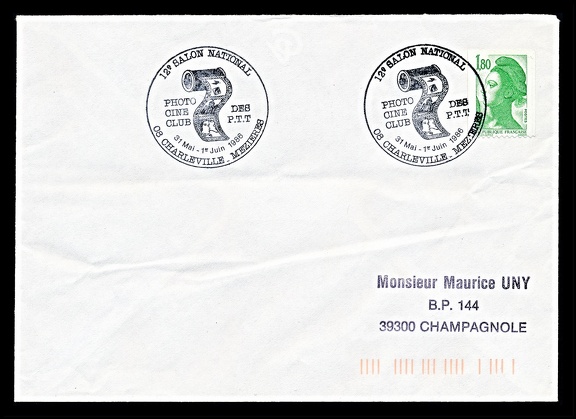 12e SALON NATIONAL
PHOTO DES
CINE P.T.T
CLUB
31 Mai - 1er Juin 1986
08 CHARLEVILLE - MEZIERES
12e SALON NATIONAL
PHOTO DES
CINE P.T.T
CLUB
31 Mai - 1er Juin 1986
08 CHARLEVILLE - MEZIERES
1,80
REPUBLIQUE FRANÇAISE
Monsieur Maurice UNY
B.P. 144
39300 CHAMPAGNOLE